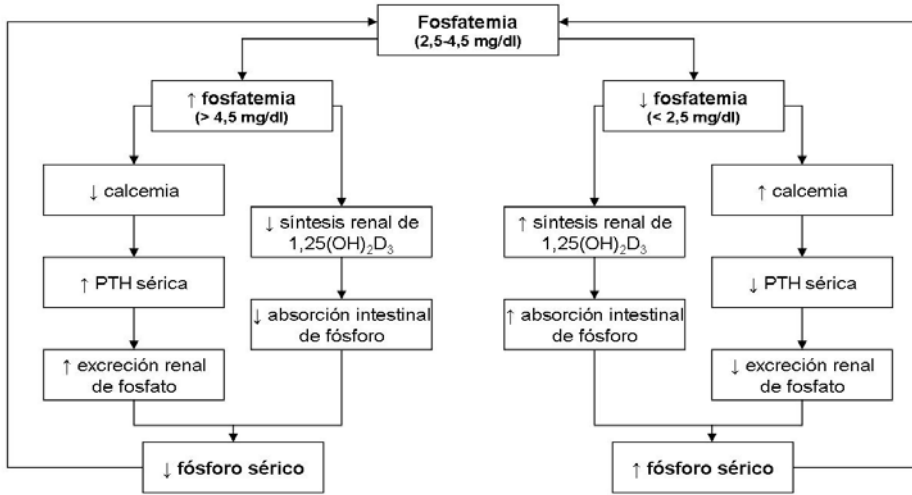 Fosfatemia
(2,5-4,5 mg/dl)
↑ fosfatemia
(> 4,5 mg/dl)
↓ fosfatemia
(< 2,5 mg/dl)
↓ calcemia
↓ síntesis renal de
1,25(OH)₂D₃
↑ PTH sérica
↓ absorción intestinal
de fósforo
↑ excreción renal
de fosfato
↓ fósforo sérico
↑ síntesis renal de
1,25(OH)₂D₃
↑ calcemia
↑ absorción intestinal
de fósforo
↓ PTH sérica
↓ excreción renal
de fosfato
↑ fósforo sérico